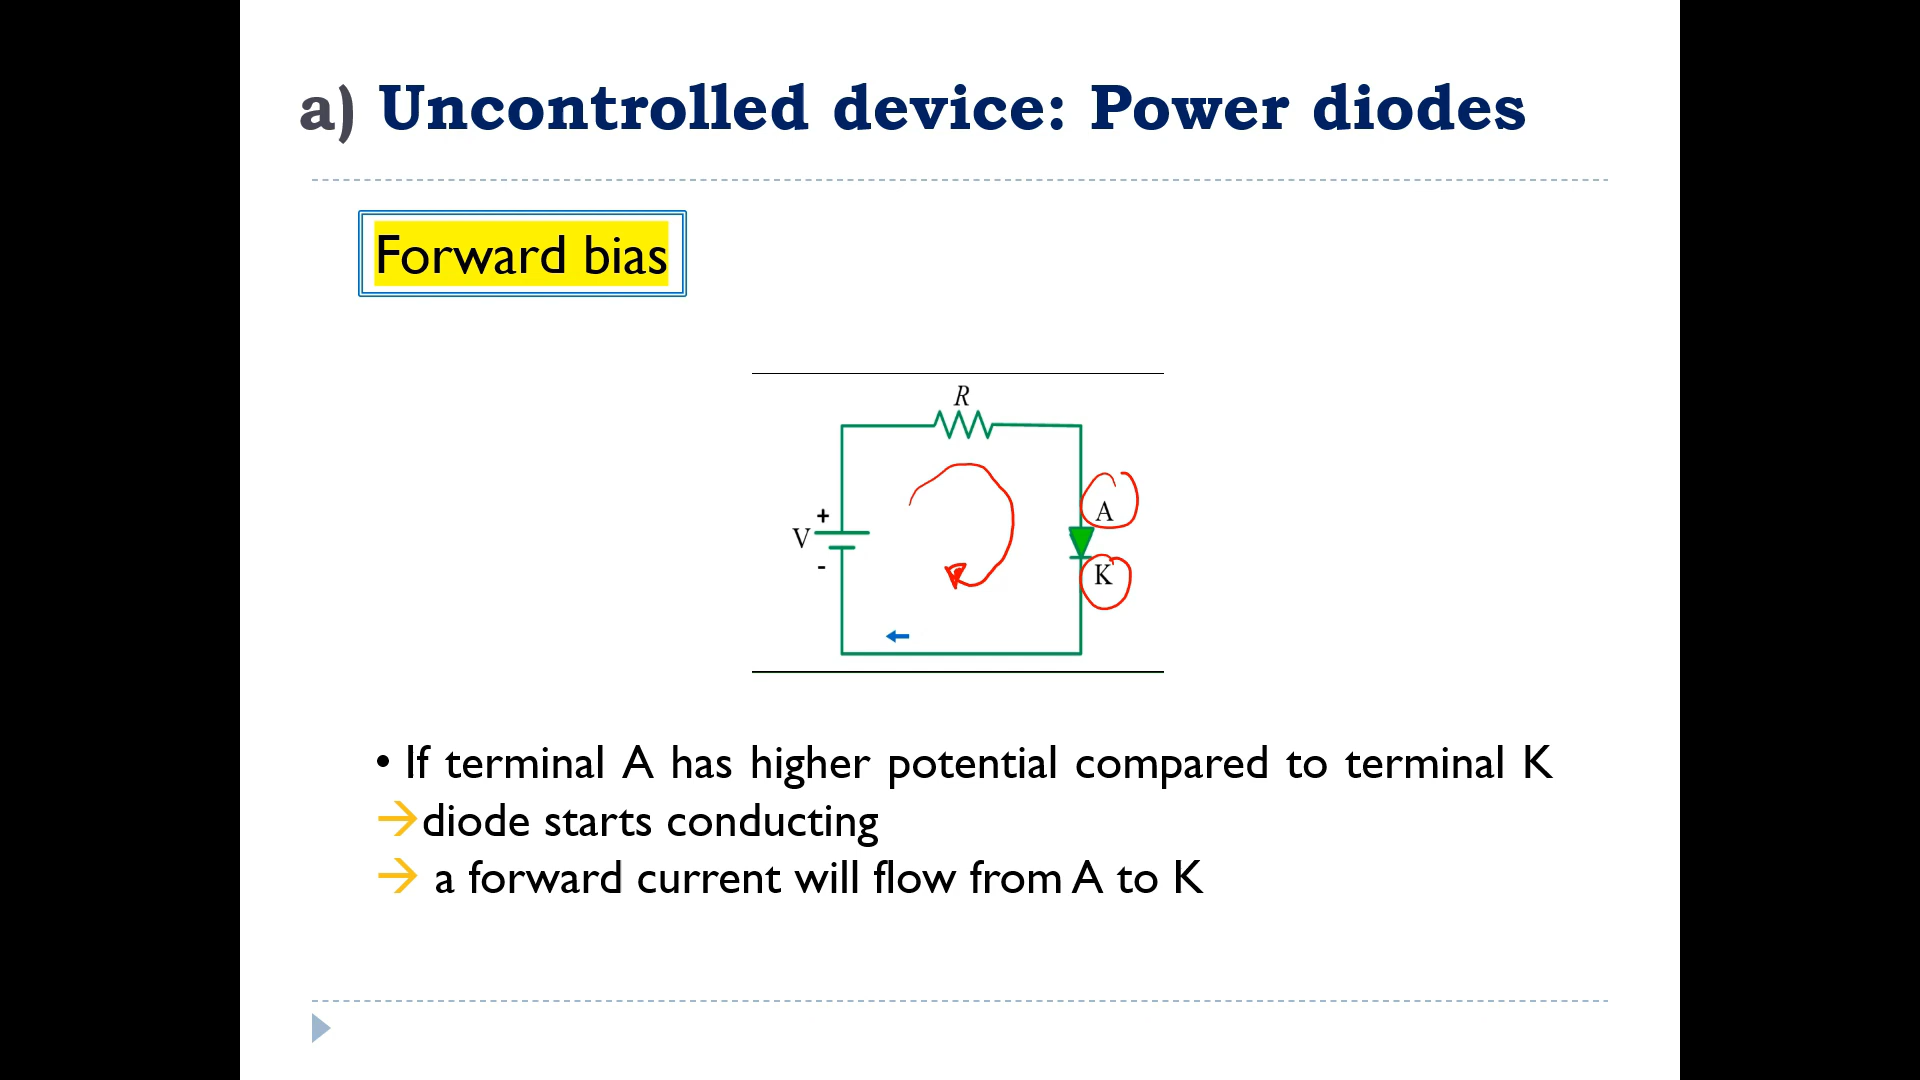 a) Uncontrolled device: Power diodes
Forward bias
R
A
+
V
-
K
• If terminal A has higher potential compared to terminal K
→diode starts conducting
→ a forward current will flow from A to K